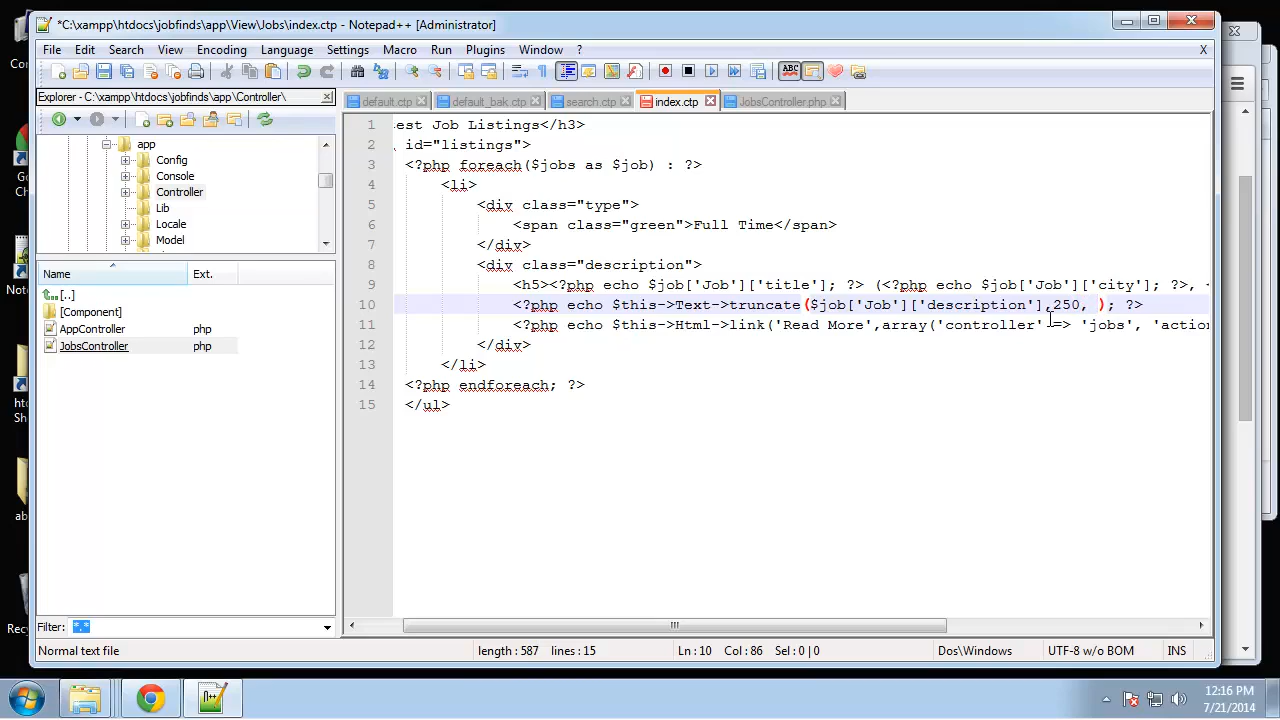 *C:\xampp\htdocs\jobfinds\app\View\Jobs\index.ctp - Notepad++ [Administrator]
File Edit Search View Encoding Language Settings Macro Run Plugins Window ? X
Explorer - C:\xampp\htdocs\jobfinds\app\Controller\
default.ctp default_bak.ctp search.ctp index.ctp JobsController.php
app
Config
Console
Controller
Lib
Locale
Model
Name Ext.
[..]
[Component]
AppController php
JobsController php
Filter: *.*
1 est Job Listings</h3>
2 id="listings">
3 <?php foreach($jobs as $job) : ?>
4 <li>
5 <div class="type">
6 <span class="green">Full Time</span>
7 </div>
8 <div class="description">
9 <h5><?php echo $job['Job']['title']; ?> (<?php echo $job['Job']['city']; ?>, <
10 <?php echo $this->Text->truncate($job['Job']['description'],250, ); ?>
11 <?php echo $this->Html->link('Read More',array('controller' => 'jobs', 'action
12 </div>
13 </li>
14 <?php endforeach; ?>
15 </ul>
Normal text file length : 587 lines : 15 Ln : 10 Col : 86 Sel : 0 | 0 Dos\Windows UTF-8 w/o BOM INS
12:16 PM
7/21/2014